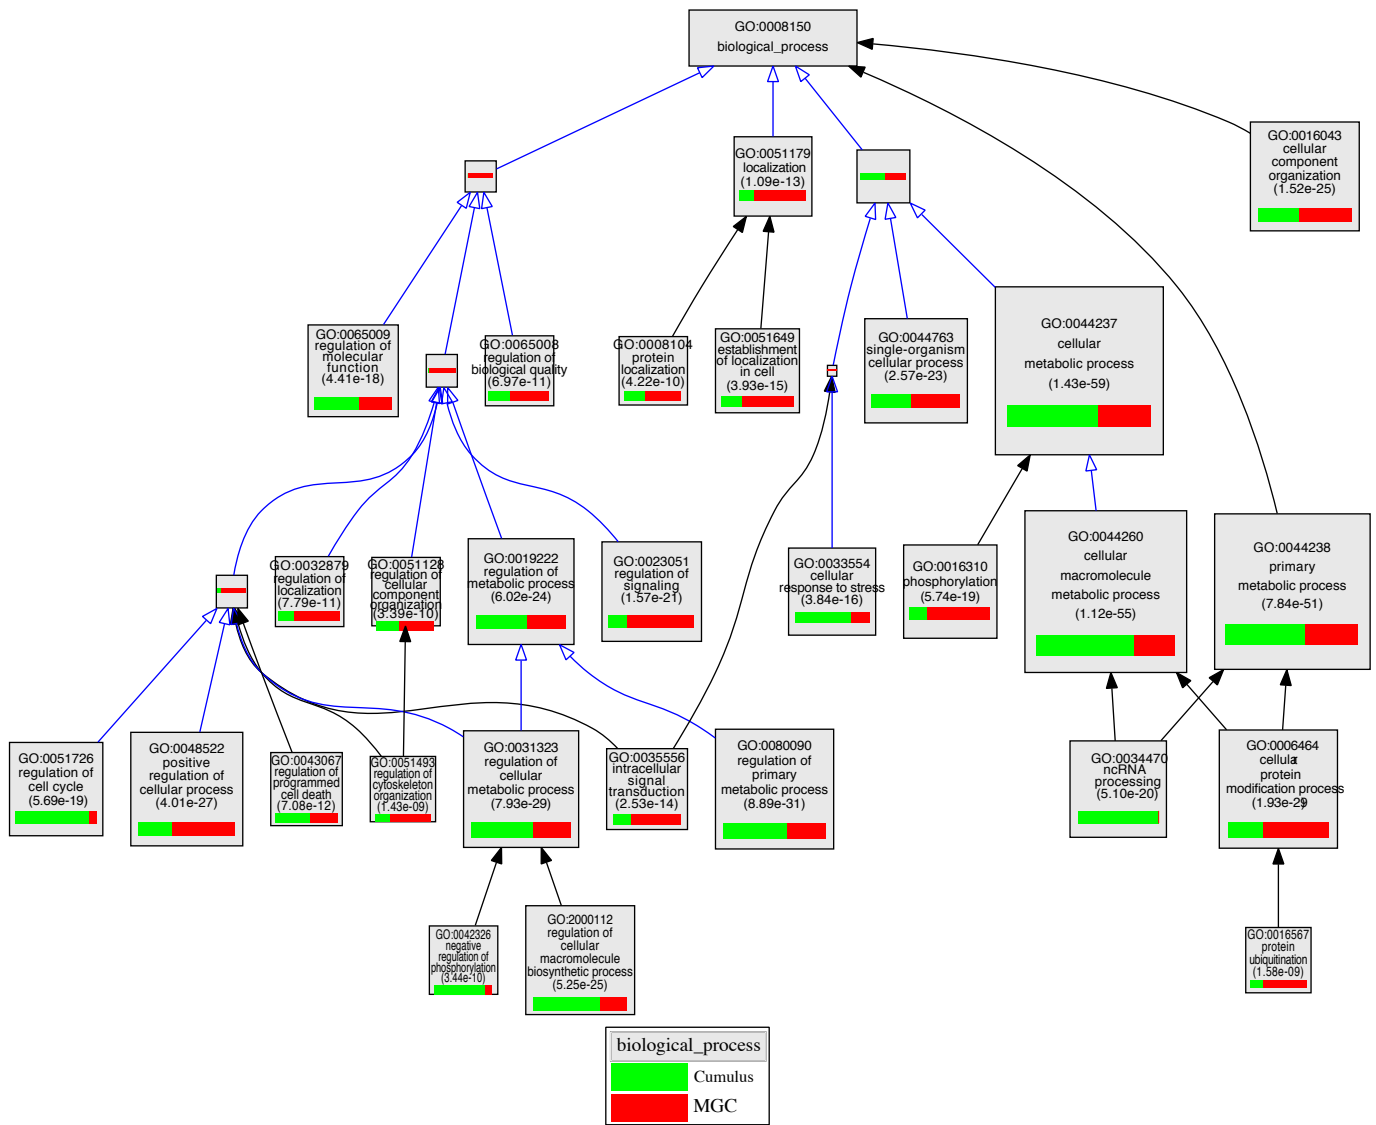 GO:0008150
biological_process
GO:0016043
cellular
component
organization
(1.52e-25)
GO:0051179
localization
(1.09e-13)
GO:0065009
regulation of
molecular
function
(4.41e-18)
GO:0065008
regulation of
biological quality
(6.97e-11)
GO:0008104
protein
localization
(4.22e-10)
GO:0051649
establishment
of localization
in cell
(3.93e-15)
GO:0044763
single-organism
cellular process
(2.57e-23)
GO:0044237
cellular
metabolic process
(1.43e-59)
GO:0032879
regulation of
localization
(7.79e-11)
GO:0051128
regulation of
cellular
component
organization
(3.39e-10)
GO:0019222
regulation of
metabolic process
(6.02e-24)
GO:0023051
regulation of
signaling
(1.57e-21)
GO:0033554
cellular
response to stress
(3.84e-16)
GO:0016310
phosphorylation
(5.74e-19)
GO:0044260
cellular
macromolecule
metabolic process
(1.12e-55)
GO:0044238
primary
metabolic process
(7.84e-51)
GO:0051726
regulation of
cell cycle
(5.69e-19)
GO:0048522
positive
regulation of
cellular process
(4.01e-27)
GO:0043067
regulation of
programmed
cell death
(7.08e-12)
GO:0051493
regulation of
cytoskeleton
organization
(1.43e-09)
GO:0031323
regulation of
cellular
metabolic process
(7.93e-29)
GO:0035556
intracellular
signal
transduction
(2.53e-14)
GO:0080090
regulation of
primary
metabolic process
(8.89e-31)
GO:0034470
ncRNA
processing
(5.10e-20)
GO:0006464
cellular
protein
modification process
(1.93e-29)
GO:0042326
negative
regulation of
phosphorylation
(3.44e-10)
GO:2000112
regulation of
cellular
macromolecule
biosynthetic process
(5.25e-25)
GO:0016567
protein
ubiquitination
(1.58e-09)
biological_process
Cumulus
MGC